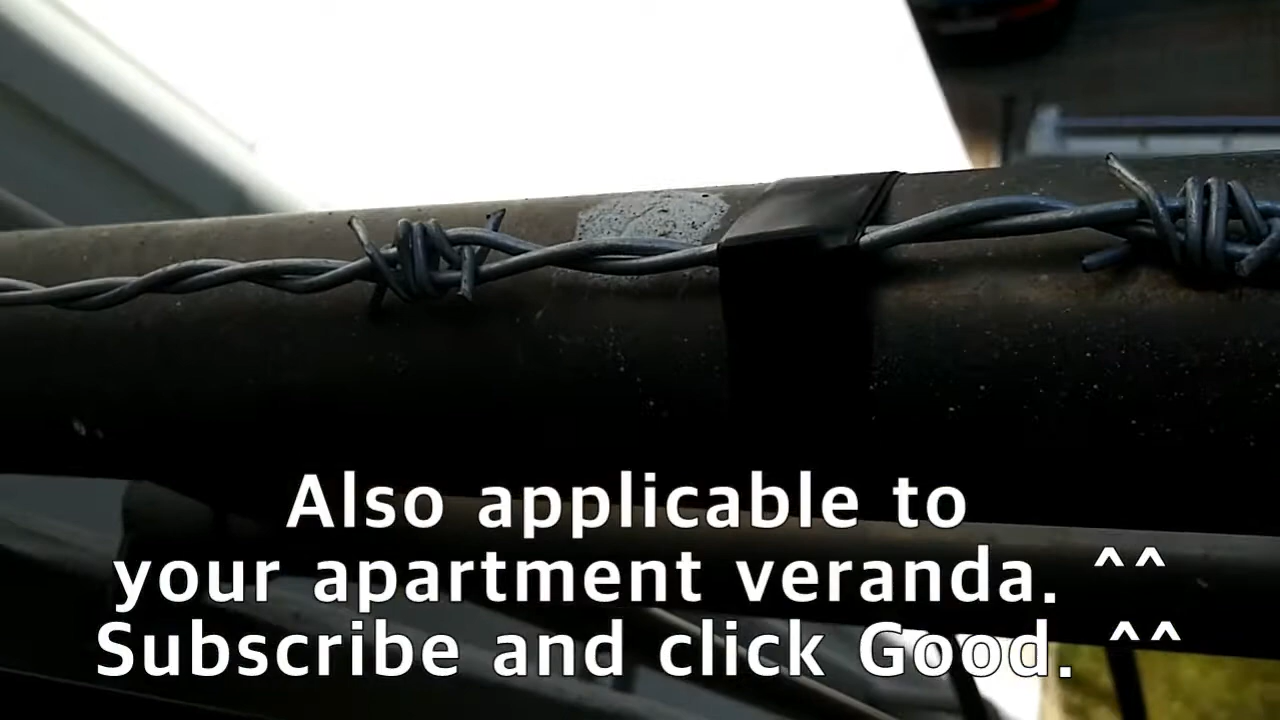 Also applicable to
your apartment veranda. ^^
Subscribe and click Good. ^^